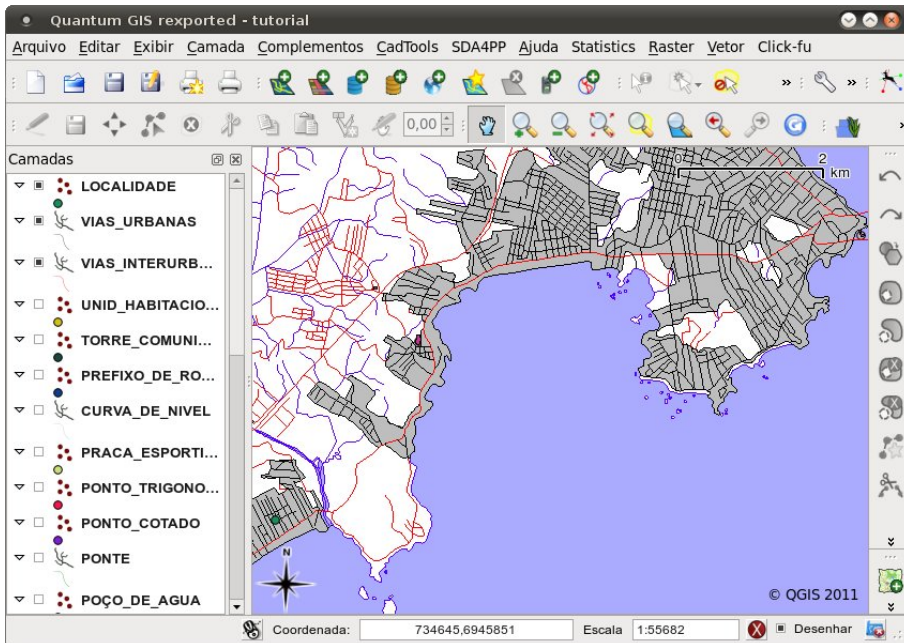 Quantum GIS rexported - tutorial
Arquivo Editar Exibir Camada Complementos CadTools SDA4PP Ajuda Statistics Raster Vetor Click-fu
0,00
Camadas
LOCALIDADE
VIAS_URBANAS
VIAS_INTERURB...
UNID_HABITACIO...
TORRE_COMUNI...
PREFIXO_DE_RO...
CURVA_DE_NIVEL
PRACA_ESPORTI...
PONTO_TRIGONO...
PONTO_COTADO
PONTE
POÇO_DE_AGUA
0 2
km
N
© QGIS 2011
Coordenada: 734645,6945851 Escala 1:55682 Desenhar